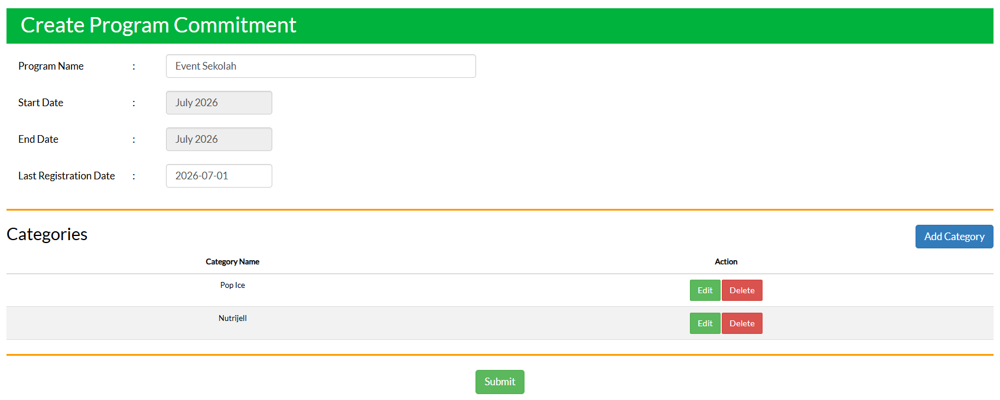 Create Program Commitment
Program Name : Event Sekolah
Start Date : July 2026
End Date : July 2026
Last Registration Date : 2026-07-01
Categories
Add Category
Category Name Action
Pop Ice Edit Delete
Nutrijell Edit Delete
Submit